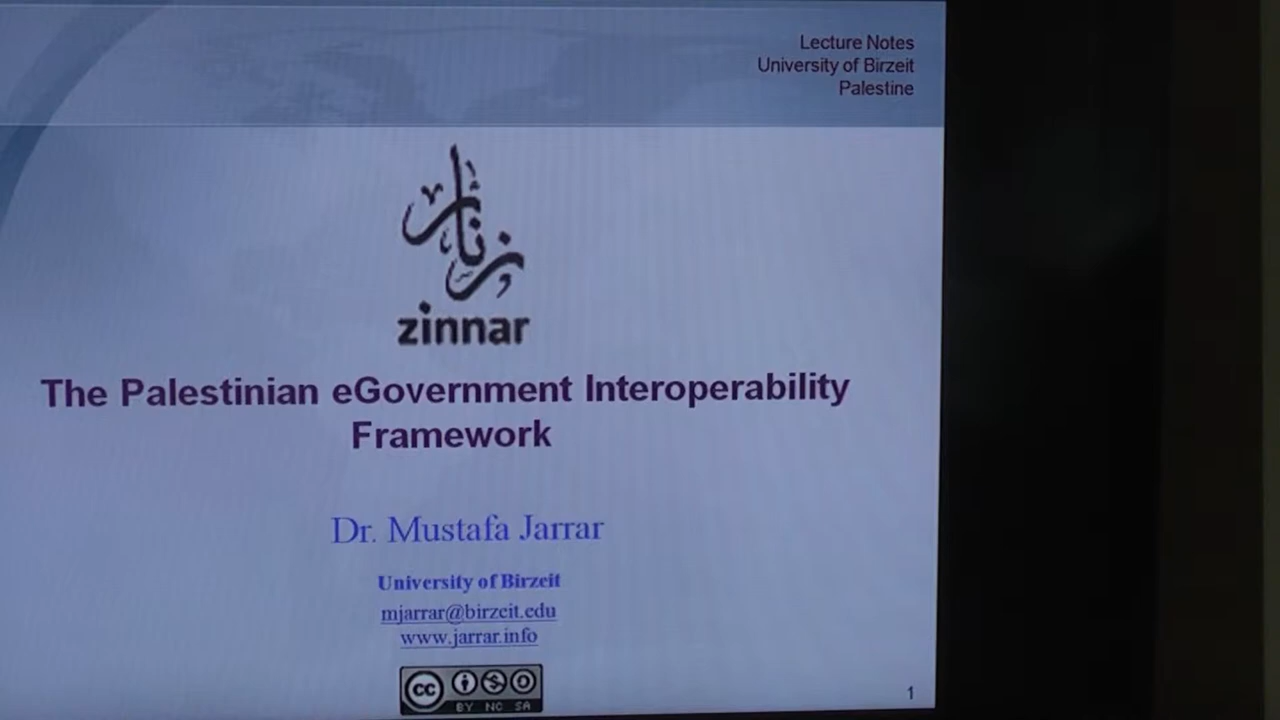 Lecture Notes
University of Birzeit
Palestine
زنار
zinnar
The Palestinian eGovernment Interoperability
Framework
Dr. Mustafa Jarrar
University of Birzeit
mjarrar@birzeit.edu
www.jarrar.info
cc
BY NC SA
1